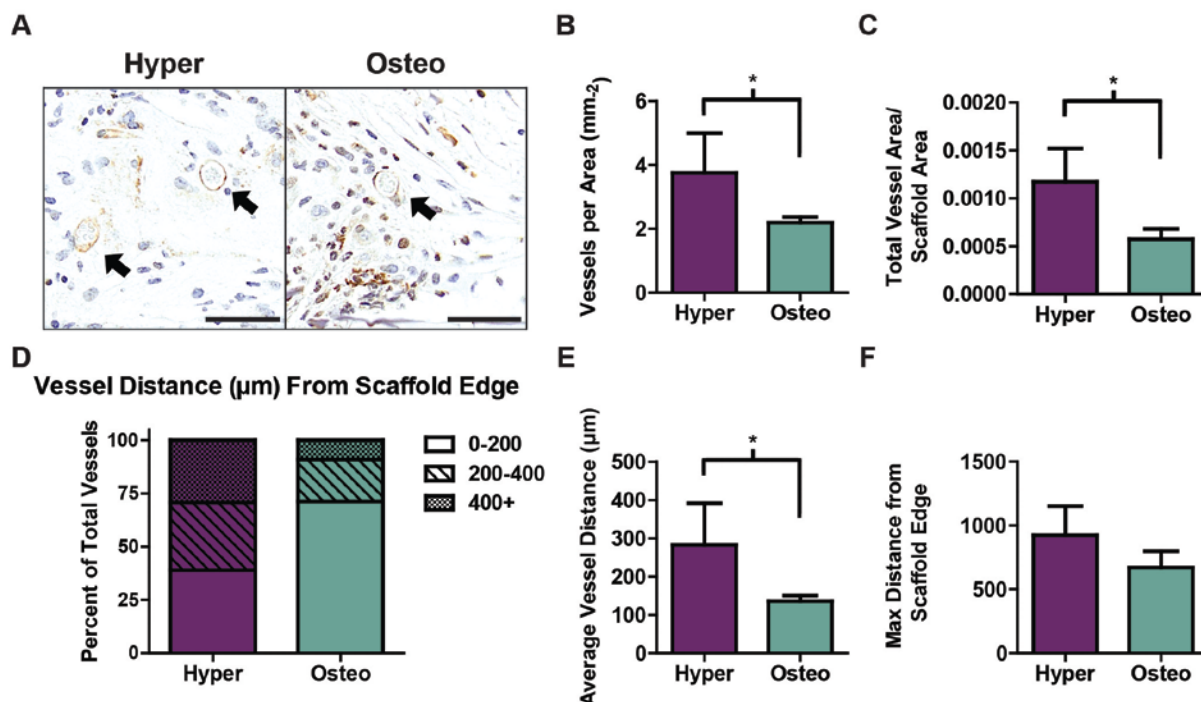 A
Hyper
Osteo
B
Vessels per Area (mm-2)
6
4
2
0
*
Hyper
Osteo
C
Total Vessel Area/
Scaffold Area
0.0020
0.0015
0.0010
0.0005
0.0000
*
Hyper
Osteo
D
Vessel Distance (µm) From Scaffold Edge
Percent of Total Vessels
100
75
50
25
0
Hyper
Osteo
0-200
200-400
400+
E
Average Vessel Distance (µm)
500
400
300
200
100
0
*
Hyper
Osteo
F
Max Distance from
Scaffold Edge
1500
1000
500
0
Hyper
Osteo